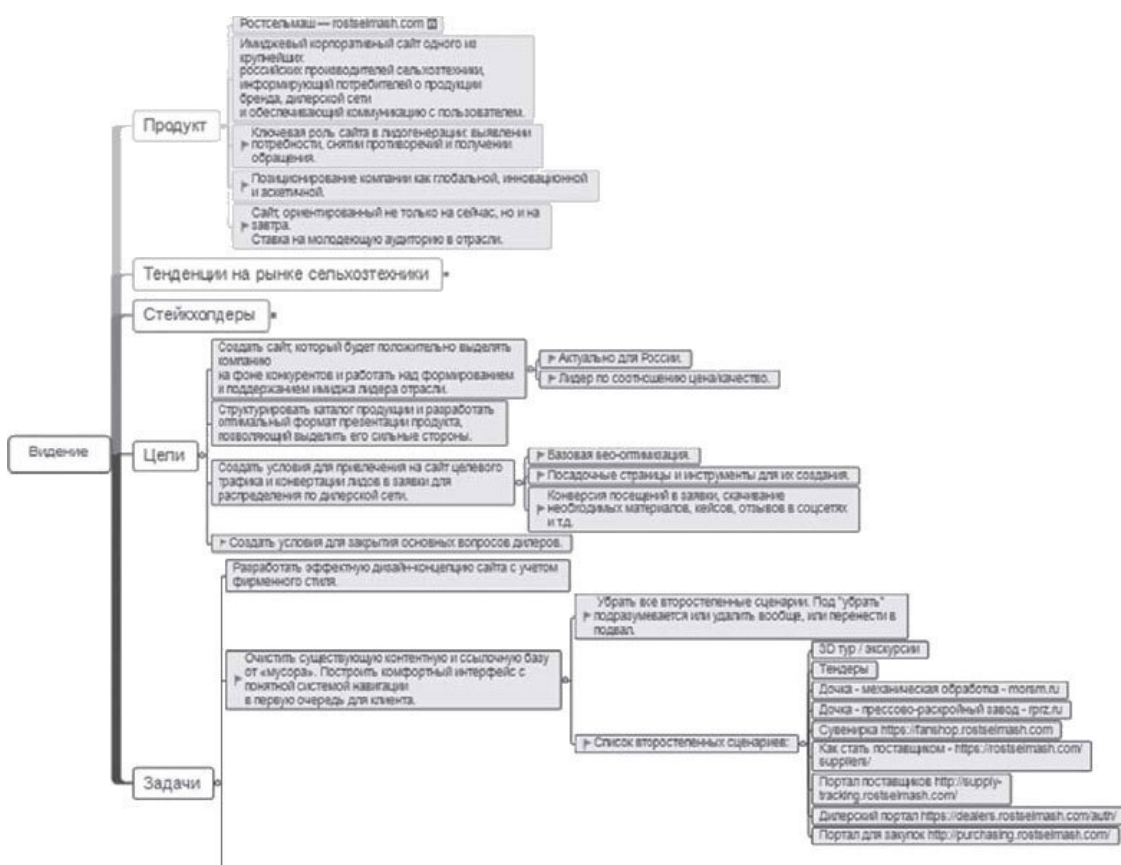 Ростсельмаш — rostselmash.com
Имиджевый корпоративный сайт одного из
крупнейших
российских производителей сельхозтехники,
информирующий потребителей о продукции
бренда, дилерской сети
и обеспечивающий коммуникацию с пользователем.
Продукт
Ключевая роль сайта в лидогенерации: выявлении
потребности, снятии противоречий и получении
обращения.
Позиционирование компании как глобальной, инновационной
и аскетичной.
Сайт, ориентированный не только на сейчас, но и на
завтра.
Ставка на молодеющую аудиторию в отрасли.
Тенденции на рынке сельхозтехники
Стейкхолдеры
Создать сайт, который будет положительно выделять
компанию
на фоне конкурентов и работать над формированием
и поддержанием имиджа лидера отрасли.
Актуально для России.
Лидер по соотношению цена/качество.
Структурировать каталог продукции и разработать
оптимальный формат презентации продукта,
позволяющий выделить его сильные стороны.
Видение
Цели
Создать условия для привлечения на сайт целевого
трафика и конвертации лидов в заявки для
распределения по дилерской сети.
Базовая seo-оптимизация.
Посадочные страницы и инструменты для их создания.
Конверсия посещений в заявки, скачивание
необходимых материалов, кейсов, отзывов в соцсетях
и т.д.
Создать условия для закрытия основных вопросов дилеров.
Разработать эффектную дизайн-концепцию сайта с учетом
фирменного стиля.
Убрать все второстепенные сценарии. Под "убрать"
подразумевается или удалить вообще, или перенести в
подвал.
Очистить существующую контентную и ссылочную базу
от «мусора». Построить комфортный интерфейс с
понятной системой навигации
в первую очередь для клиента.
Список второстепенных сценариев:
3D тур / экскурсии
Тендеры
Дочка - механическая обработка - morsm.ru
Дочка - прессово-раскройный завод - rprz.ru
Сувенирка https://fanshop.rostselmash.com
Как стать поставщиком - https://rostselmash.com/
suppliers/
Портал поставщиков http://supply-
tracking.rostselmash.com/
Дилерский портал https://dealers.rostselmash.com/auth/
Портал для закупок http://purchasing.rostselmash.com/
Задачи